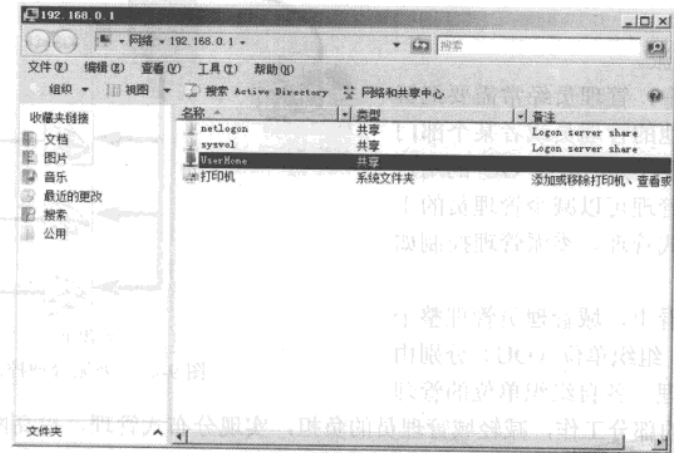 192.168.0.1
网络 192.168.0.1
搜索
文件(F) 编辑(E) 查看(V) 工具(T) 帮助(H)
组织 视图 搜索 Active Directory 网络和共享中心
收藏夹链接
文档
图片
音乐
最近的更改
搜索
公用
名称 类型 备注
netlogon 共享 Logon server share
sysvol 共享 Logon server share
UserHome 共享
打印机 系统文件夹 添加或移除打印机、查看或
文件夹